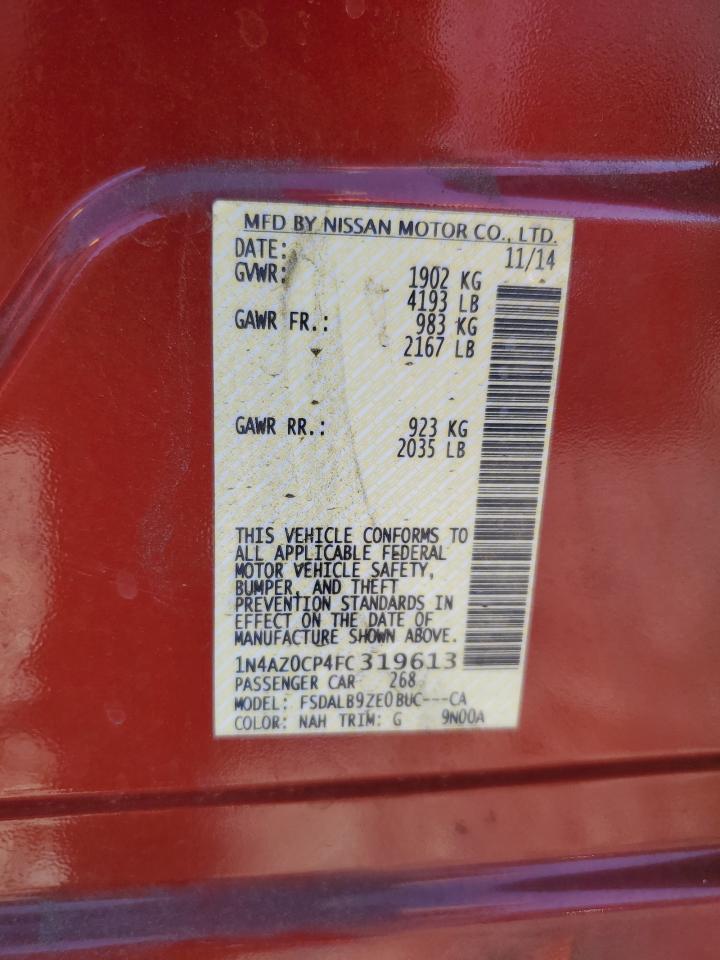 MFD BY NISSAN MOTOR CO., LTD.
DATE: 11/14
GVWR: 1902 KG
4193 LB
GAWR FR.: 983 KG
2167 LB
GAWR RR.: 923 KG
2035 LB
THIS VEHICLE CONFORMS TO
ALL APPLICABLE FEDERAL
MOTOR VEHICLE SAFETY,
BUMPER, AND THEFT
PREVENTION STANDARDS IN
EFFECT ON THE DATE OF
MANUFACTURE SHOWN ABOVE.
1N4AZ0CP4FC319613
PASSENGER CAR 268
MODEL: FSDALB9ZE0BUC---CA
COLOR: NAH TRIM: G 9N00A